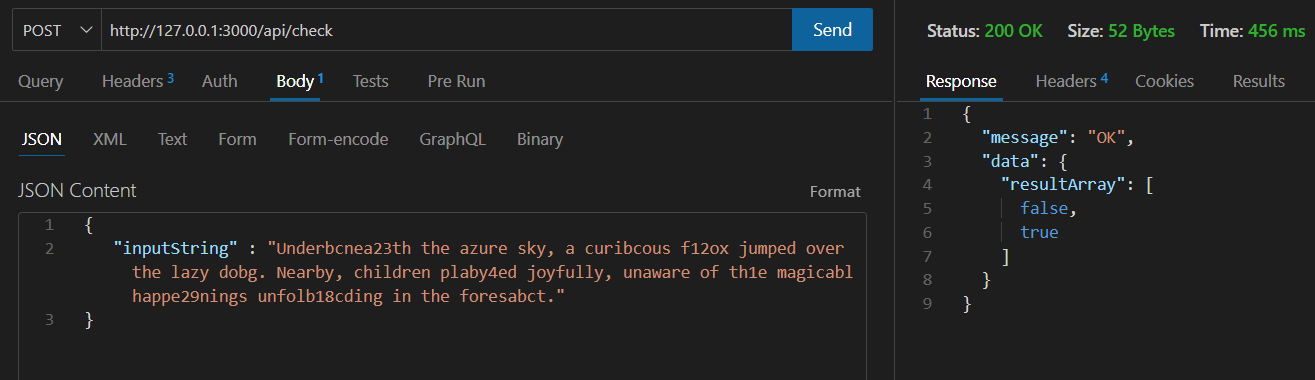 POST http://127.0.0.1:3000/api/check Send
Query Headers 3 Auth Body 1 Tests Pre Run
JSON XML Text Form Form-encode GraphQL Binary
JSON Content Format
1 {
2 "inputString" : "Underbcnea23th the azure sky, a curibcous f12ox jumped over
the lazy dobg. Nearby, children plaby4ed joyfully, unaware of th1e magicabl
happe29nings unfolb18cding in the foresabct."
3 }
Status: 200 OK Size: 52 Bytes Time: 456 ms
Response Headers 4 Cookies Results
1 {
2 "message": "OK",
3 "data": {
4 "resultArray": [
5 false,
6 true
7 ]
8 }
9 }